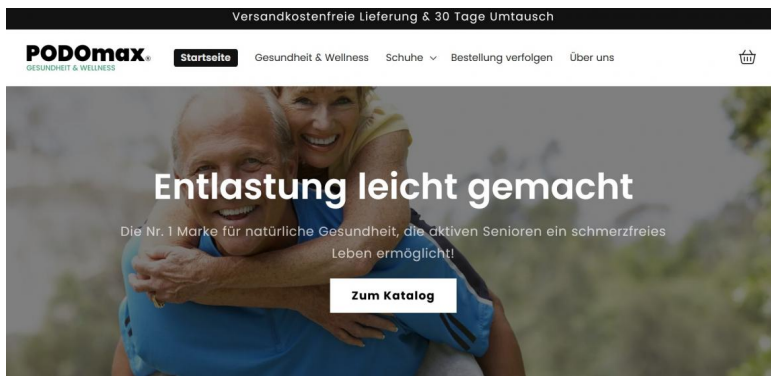 Versandkostenfreie Lieferung & 30 Tage Umtausch
PODOmax®
GESUNDHEIT & WELLNESS
Startseite Gesundheit & Wellness Schuhe Bestellung verfolgen Über uns
Entlastung leicht gemacht
Die Nr. 1 Marke für natürliche Gesundheit, die aktiven Senioren ein schmerzfreies
Leben ermöglicht!
Zum Katalog